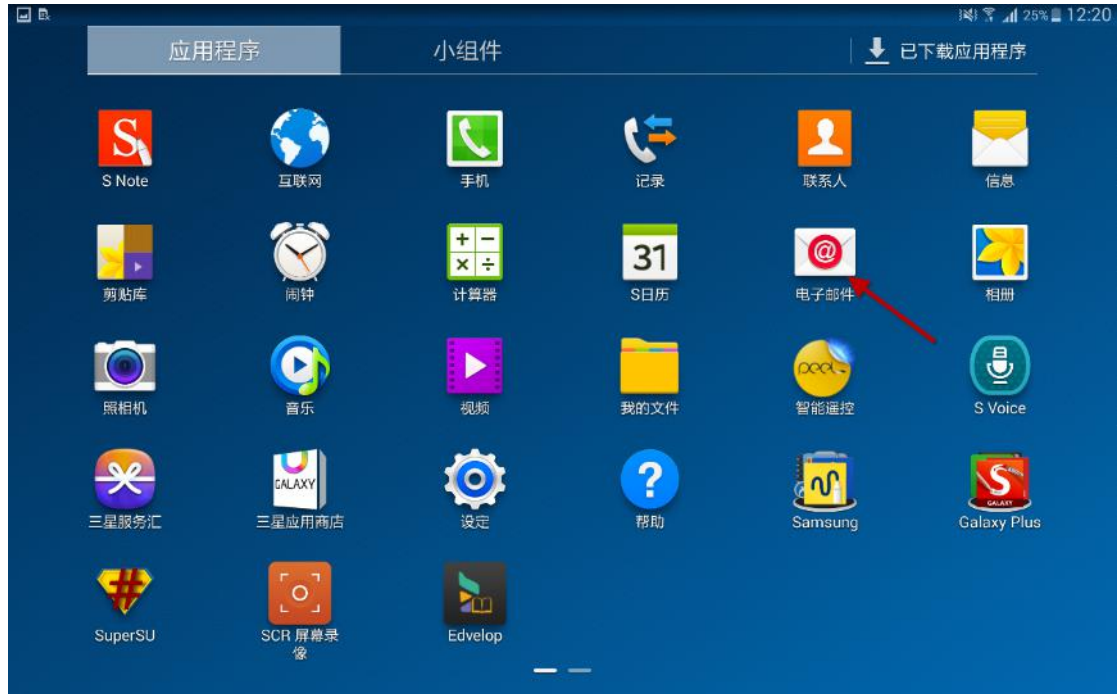 25% 12:20
应用程序 小组件 已下载应用程序
S Note 互联网 手机 记录 联系人 信息
31
剪贴库 闹钟 计算器 S日历 电子邮件 相册
peel
照相机 音乐 视频 我的文件 智能遥控 S Voice
GALAXY
GALAXY
三星服务汇 三星应用商店 设定 帮助 Samsung Galaxy Plus
SuperSU SCR 屏幕录 Edvelop
像